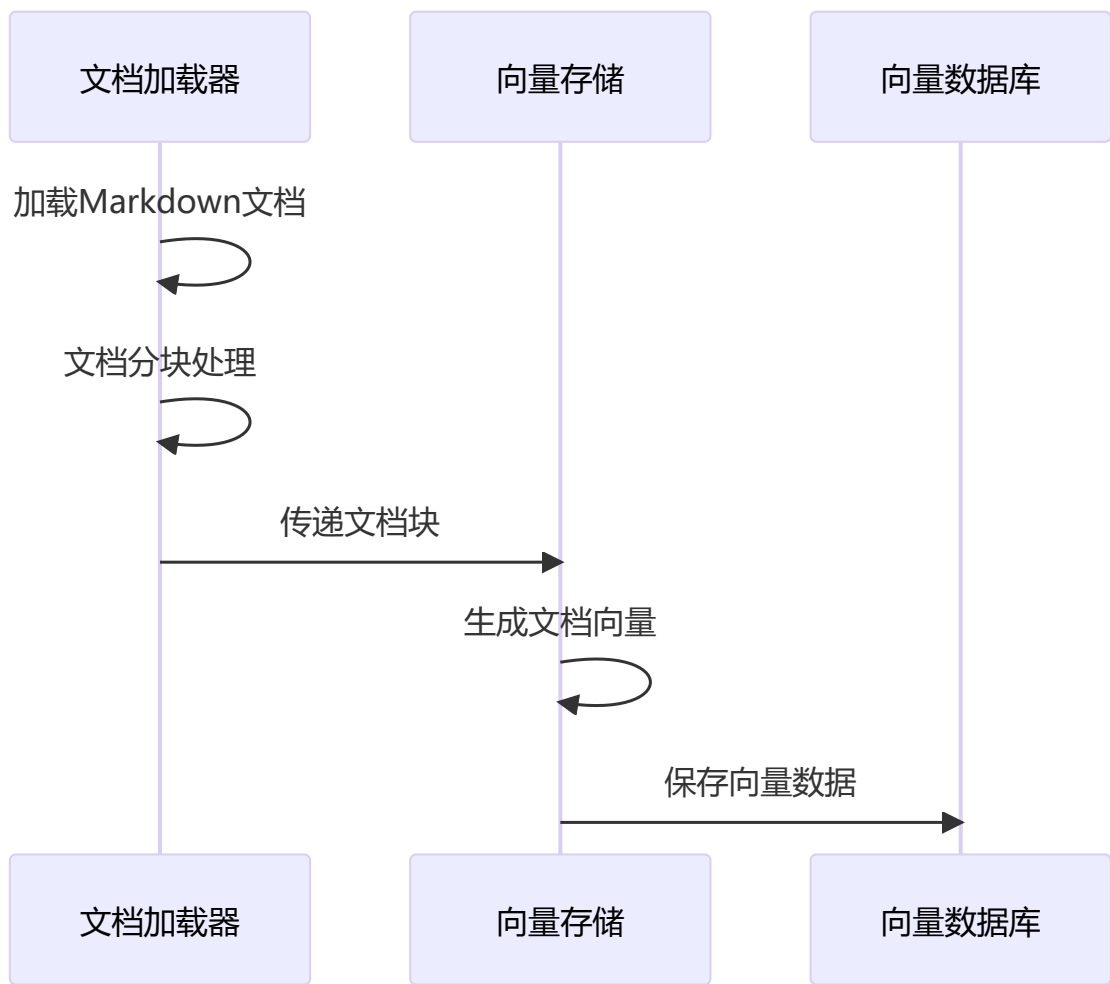 文档加载器
向量存储
向量数据库
加载Markdown文档
文档分块处理
传递文档块
生成文档向量
保存向量数据
文档加载器
向量存储
向量数据库